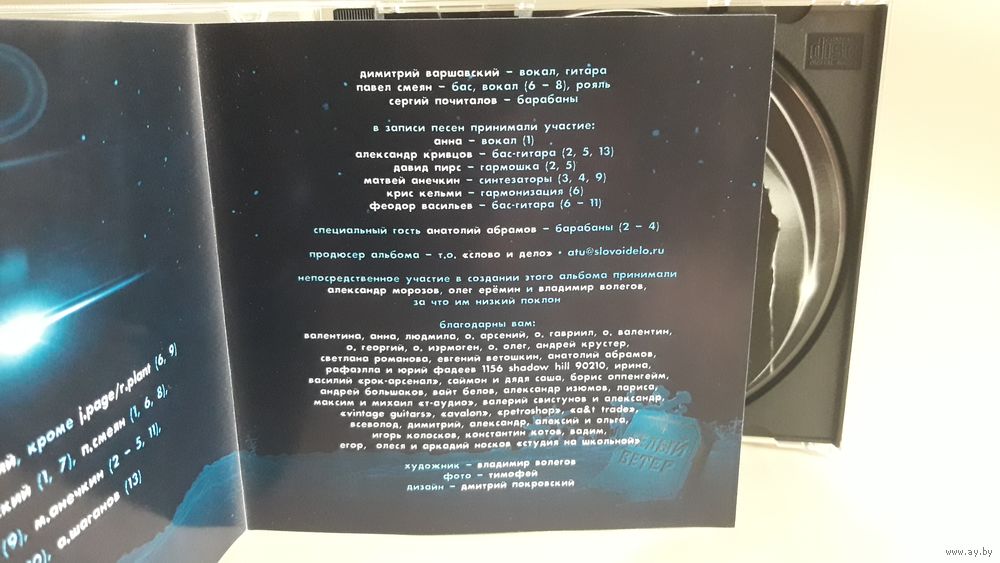 ий, кроме j.page/r.plant (6, 9)
ский (1, 7), п.смеян (1, 6, 8),
(9), м.анечкин (2 – 5, 11),
а.шаганов (13)
димитрий варшавский – вокал, гитара
павел смеян – бас, вокал (6 – 8), рояль
сергий почиталов – барабаны
в записи песен принимали участие:
анна – вокал (1)
александр кривцов – бас-гитара (2, 5, 13)
давид пирс – гармошка (2, 5)
матвей анечкин – синтезаторы (3, 4, 9)
крис кельми – гармонизация (6)
феодор васильев – бас-гитара (6 – 11)
специальный гость анатолий абрамов – барабаны (2 – 4)
продюсер альбома – т.о. «слово и дело» • atu@slovoidelo.ru
непосредственное участие в создании этого альбома принимали
александр морозов, олег ерёмин и владимир волегов,
за что им низкий поклон
благодарны вам:
валентина, анна, людмила, о. арсений, о. гавриил, о. валентин,
о. георгий, о. изрмоген, о. олег, андрей крустер,
светлана романова, евгений ветошкин, анатолий абрамов,
рафаэлла и юрий фадеев 1156 shadow hill 90210, ирина,
василий «рок-арсенал», саймон и дядя саша, борис оппенгейм,
андрей большаков, вайт белов, александр изюмов, лариса,
максим и михаил «т-аудио», валерий свистунов и александр,
«vintage guitars», «avalon», «petroshop», «a&t trade»,
всеволод, димитрий, александр, алексий и ольга,
игорь колосков, константин котов, вадим,
егор, олеся и аркадий носков «студия на школьной»
ветер
художник – владимир волегов
фото – тимофей
дизайн – дмитрий покровский
www.ay.by